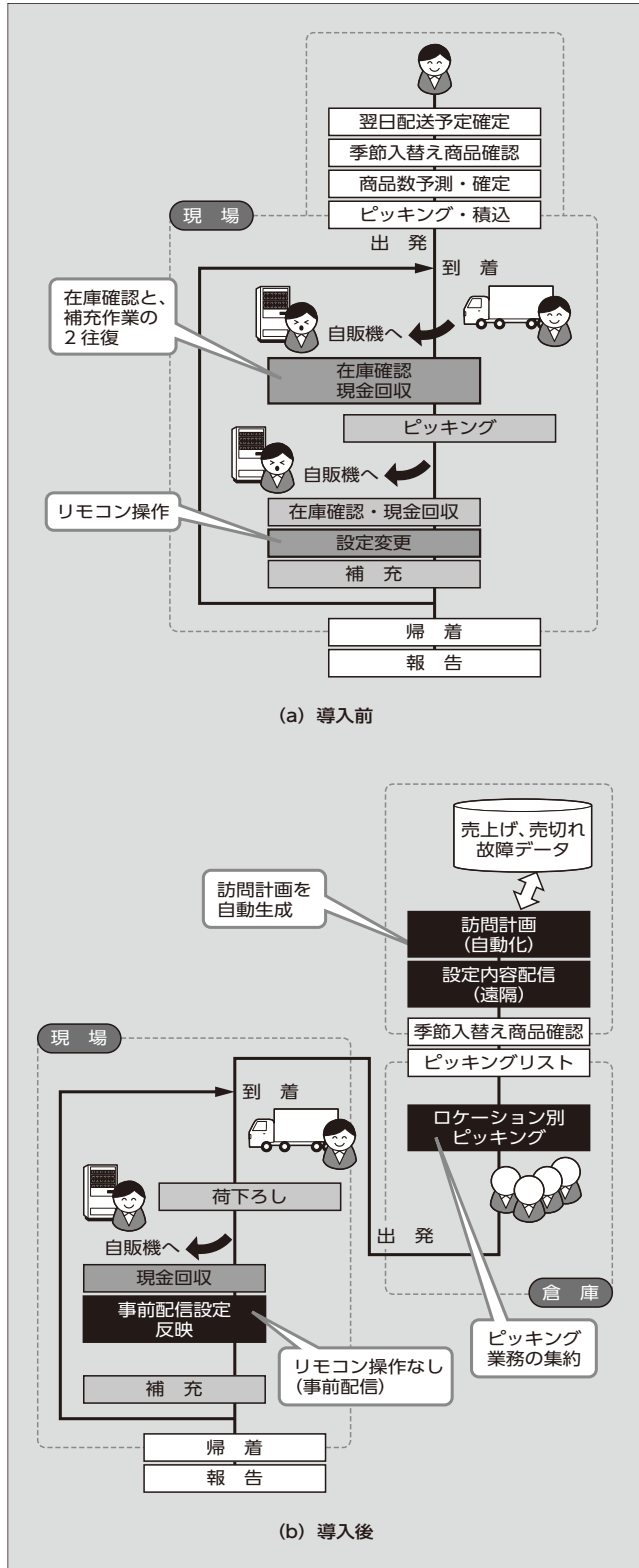 翌日配送予定確定
季節入替え商品確認
商品数予測・確定
現 場
ピッキング・積込
出 発
到 着
在庫確認と、
補充作業の
2往復
自販機へ
在庫確認
現金回収
ピッキング
自販機へ
リモコン操作
在庫確認・現金回収
設定変更
補 充
帰 着
報 告
(a) 導入前
売上げ、売切れ
故障データ
訪問計画を
自動生成
訪問計画
(自動化)
設定内容配信
(遠隔)
季節入替え商品確認
ピッキングリスト
ロケーション別
ピッキング
倉 庫
ピッキング
業務の集約
出 発
現 場
到 着
荷下ろし
自販機へ
現金回収
事前配信設定
反映
リモコン操作なし
(事前配信)
補 充
帰 着
報 告
(b) 導入後